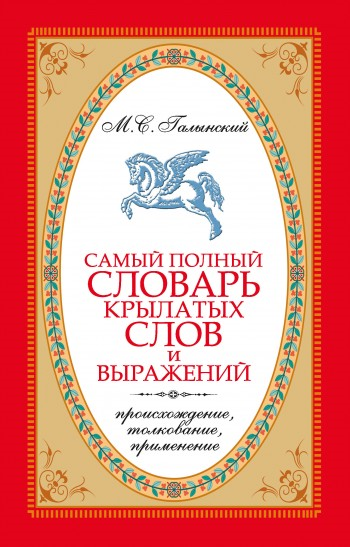 М.С. Галынский
САМЫЙ ПОЛНЫЙ
СЛОВАРЬ
КРЫЛАТЫХ
СЛОВ
И
ВЫРАЖЕНИЙ
происхождение,
толкование,
применение